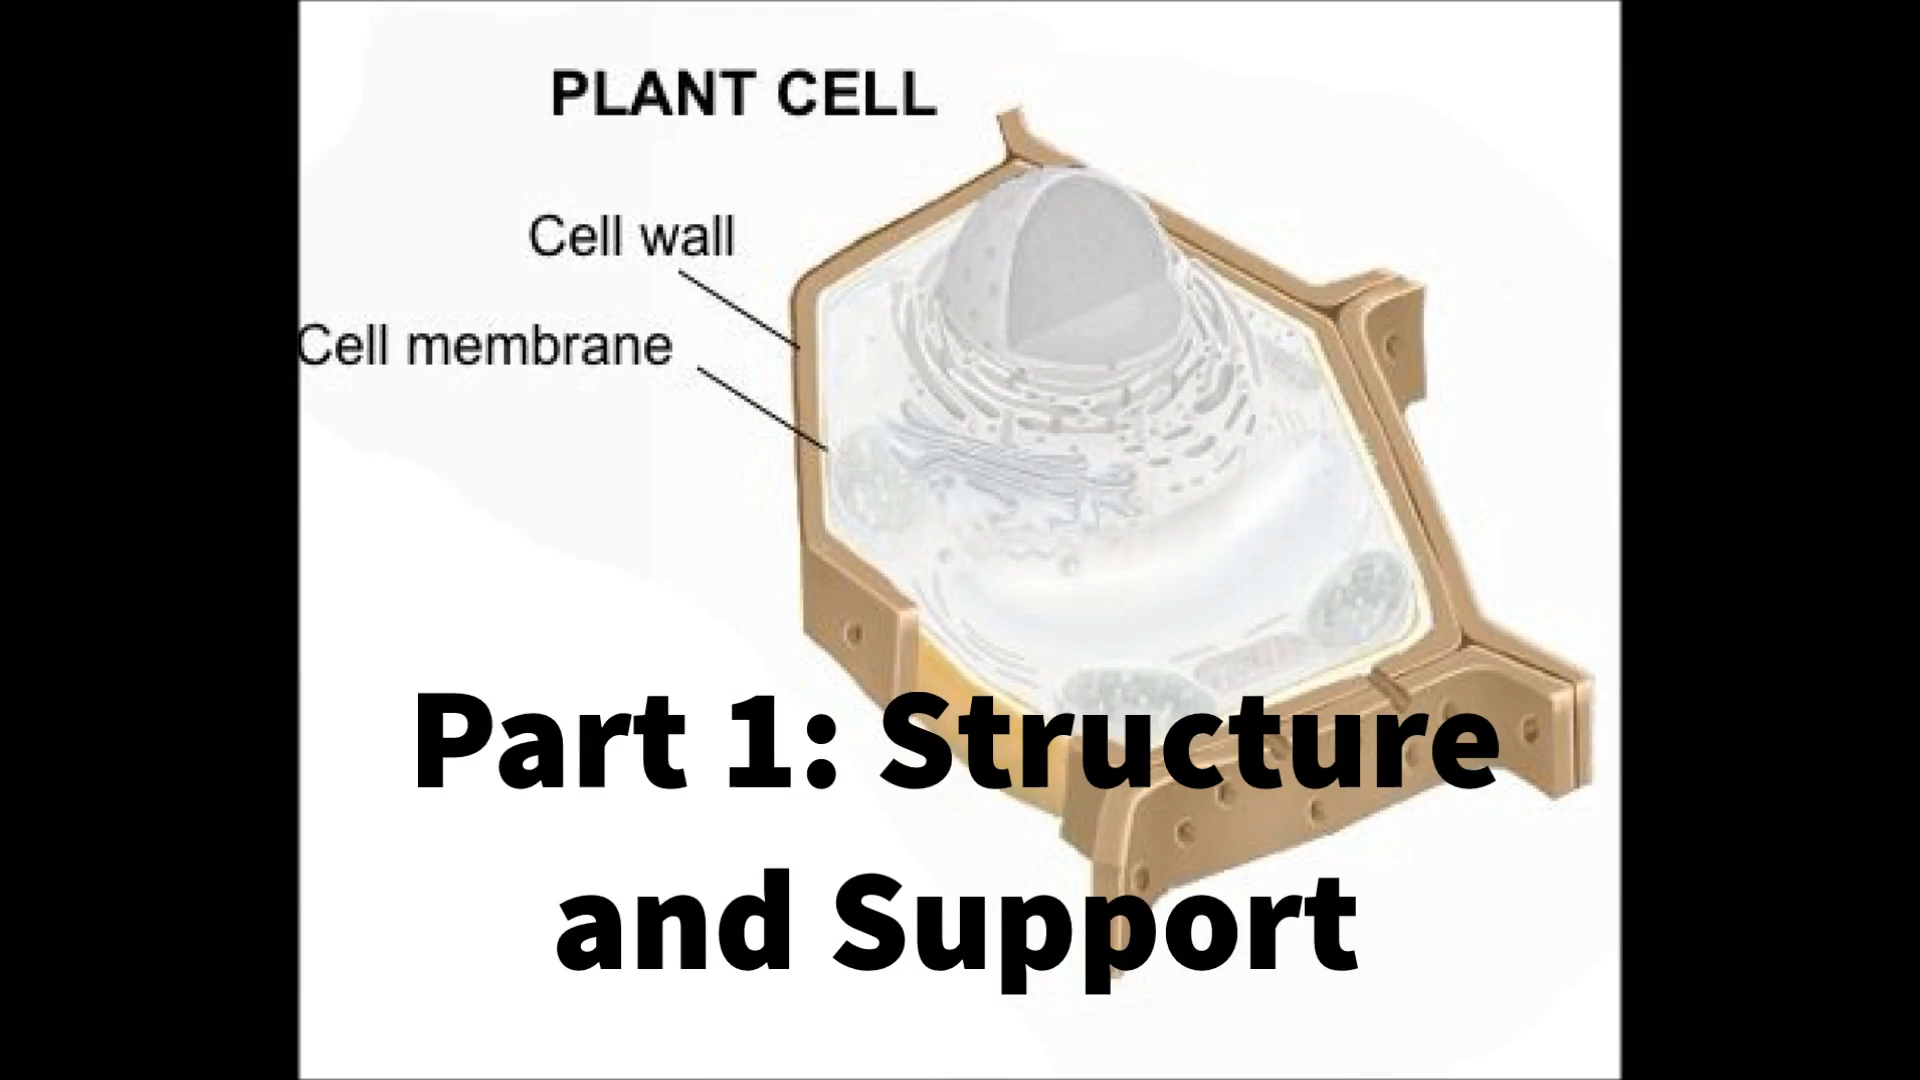 PLANT CELL
Cell wall
Cell membrane
Part 1: Structure
and Support